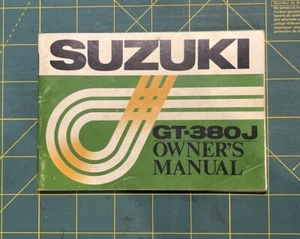 SUZUKI
GT-380J
OWNER'S
MANUAL